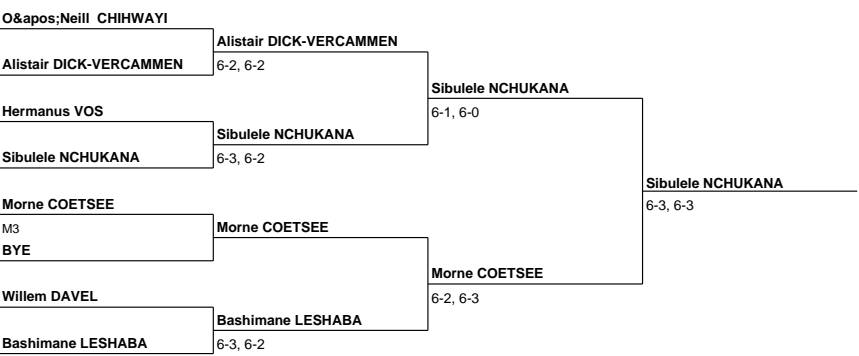 O&apos;Neill CHIHWAYI
Alistair DICK-VERCAMMEN
Alistair DICK-VERCAMMEN
6-2, 6-2
Sibulele NCHUKANA
6-1, 6-0
Hermanus VOS
Sibulele NCHUKANA
Sibulele NCHUKANA
6-3, 6-2
Sibulele NCHUKANA
6-3, 6-3
Morne COETSEE
M3
BYE
Morne COETSEE
Morne COETSEE
6-2, 6-3
Willem DAVEL
Bashimane LESHABA
Bashimane LESHABA
6-3, 6-2